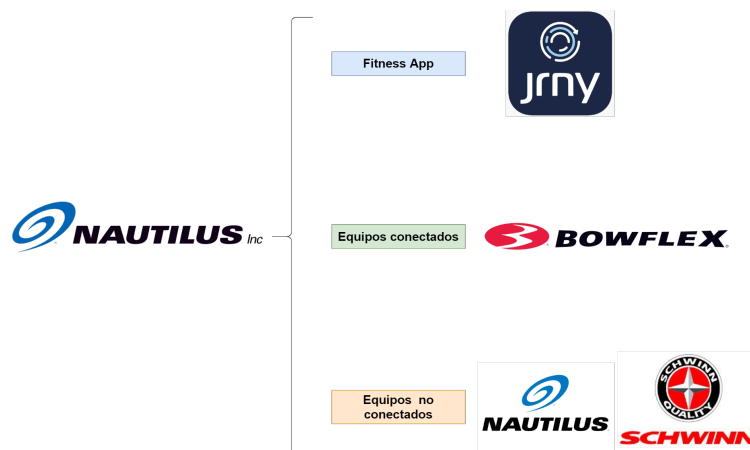 Fitness App
jrny
NAUTILUS Inc
Equipos conectados
BOWFLEX®
Equipos no
conectados
NAUTILUS
SCHWINN
QUALITY
SCHWINN